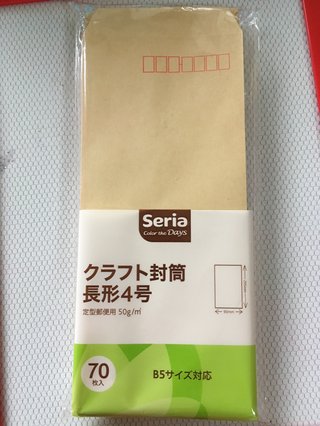 Seria
Color the Days
クラフト封筒
長形4号
定型郵便用 50g/㎡
90mm
70
枚入
B5サイズ対応